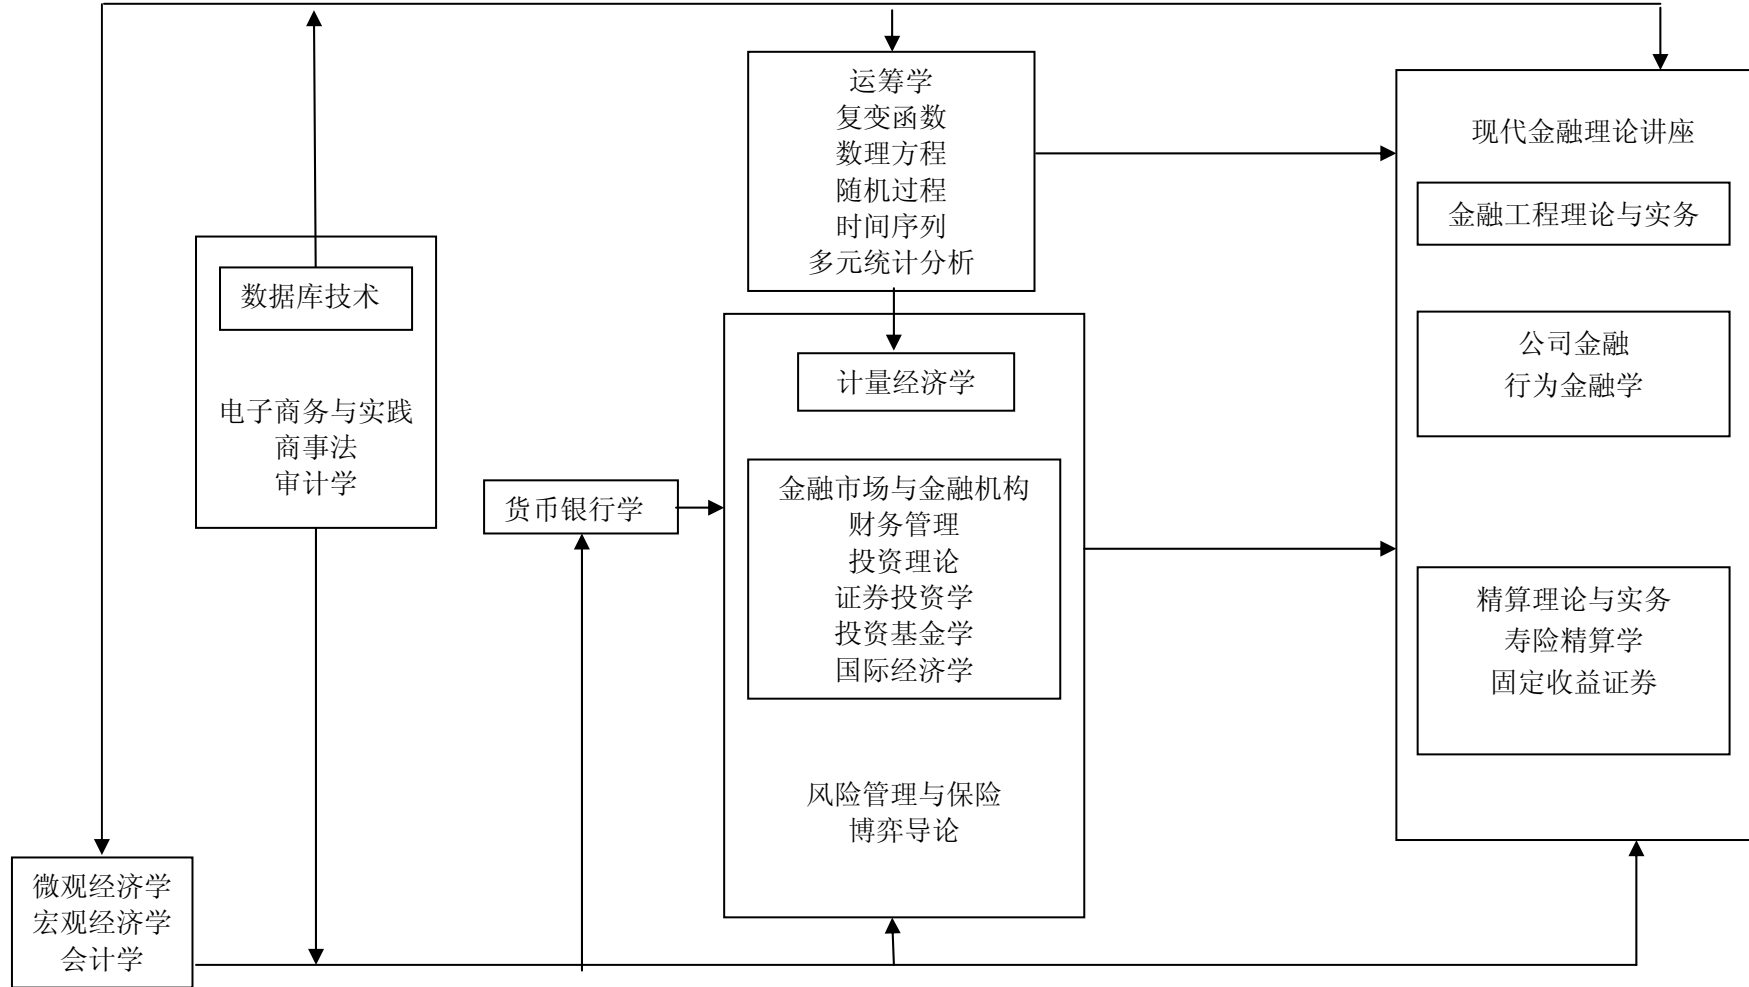 运筹学
复变函数
数理方程
随机过程
时间序列
多元统计分析
现代金融理论讲座
金融工程理论与实务
公司金融
行为金融学
精算理论与实务
寿险精算学
固定收益证券
数据库技术
电子商务与实践
商事法
审计学
货币银行学
计量经济学
金融市场与金融机构
财务管理
投资理论
证券投资学
投资基金学
国际经济学
风险管理与保险
博弈导论
微观经济学
宏观经济学
会计学